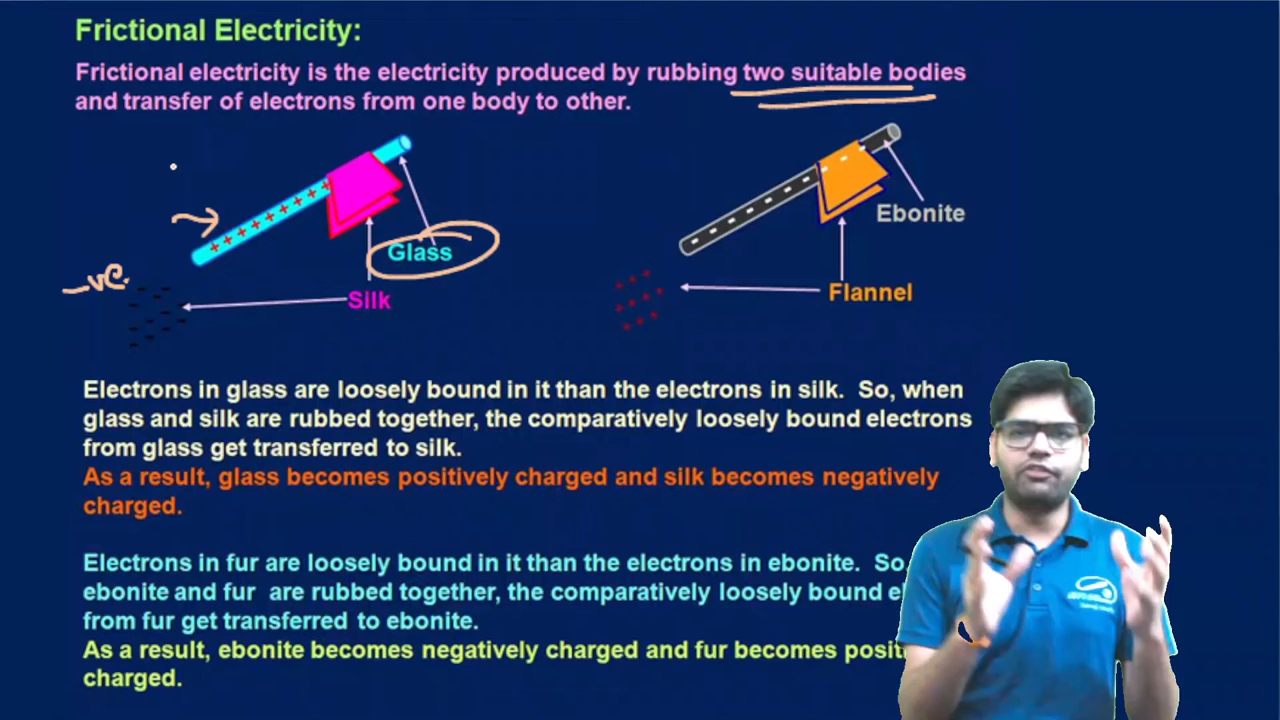 Frictional Electricity:
Frictional electricity is the electricity produced by rubbing two suitable bodies
and transfer of electrons from one body to other.
Ebonite
Glass
_ve.
Silk
Flannel
Electrons in glass are loosely bound in it than the electrons in silk. So, when
glass and silk are rubbed together, the comparatively loosely bound electrons
from glass get transferred to silk.
As a result, glass becomes positively charged and silk becomes negatively
charged.
Electrons in fur are loosely bound in it than the electrons in ebonite. So
ebonite and fur are rubbed together, the comparatively loosely bound
from fur get transferred to ebonite.
As a result, ebonite becomes negatively charged and fur becomes posit
charged.